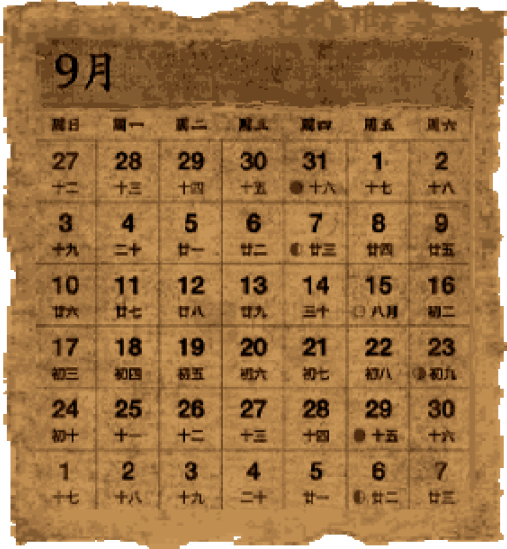 9月
週日 週一 週二 週三 週四 週五 週六
27 28 29 30 31 1 2
十二 十三 十四 十五 十六 十七 十八
3 4 5 6 7 8 9
十九 二十 廿一 廿二 廿三 廿四 廿五
10 11 12 13 14 15 16
廿六 廿七 廿八 廿九 三十 八月 初二
17 18 19 20 21 22 23
初三 初四 初五 初六 初七 初八 初九
24 25 26 27 28 29 30
初十 十一 十二 十三 十四 十五 十六
1 2 3 4 5 6 7
十七 十八 十九 二十 廿一 廿二 廿三